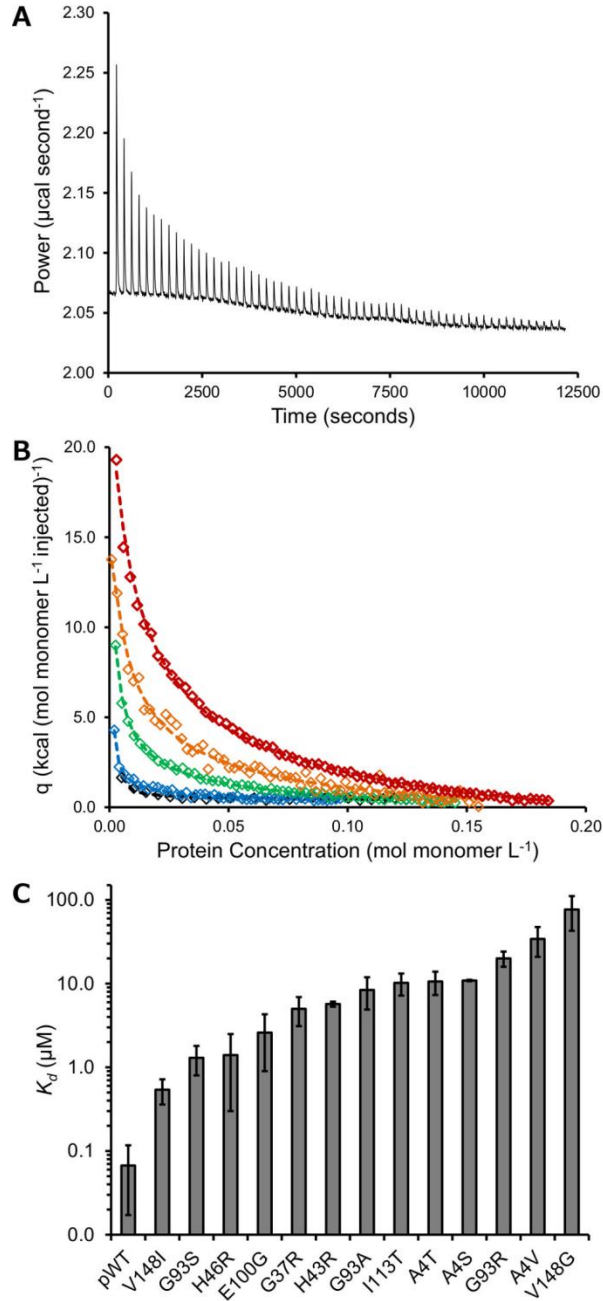 A
2.30
2.25
2.20
2.15
2.10
2.05
2.00
Power (µcal second⁻¹)
0 2500 5000 7500 10000 12500
Time (seconds)
B
20.0
15.0
10.0
5.0
0.0
q (kcal (mol monomer L⁻¹ injected)⁻¹)
0.00 0.05 0.10 0.15 0.20
Protein Concentration (mol monomer L⁻¹)
C
100.0
10.0
1.0
0.1
0.0
K_d (µM)
pWT V148I G93S H46R E100G G37R H43R G93A I113T A4T A4S G93R A4V V148G